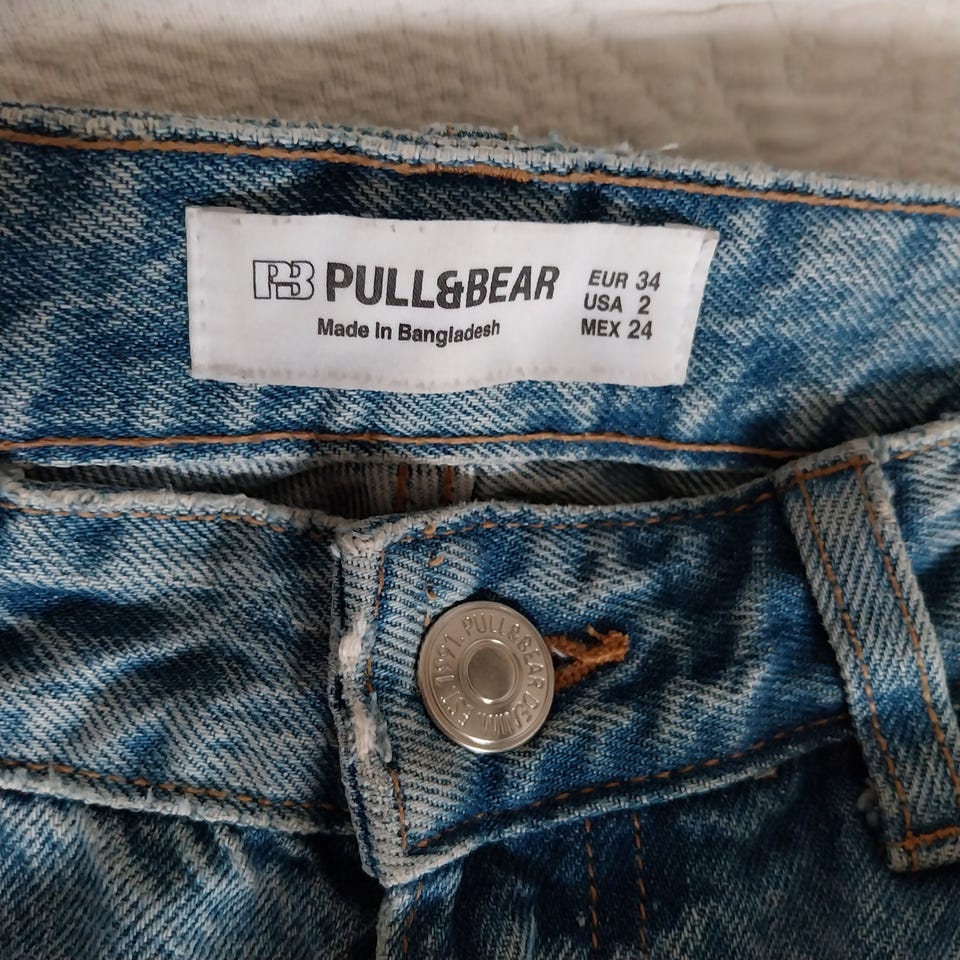 PB PULL&BEAR
Made in Bangladesh
EUR 34
USA 2
MEX 24
EST. 1991. PULL&BEAR DENIM.